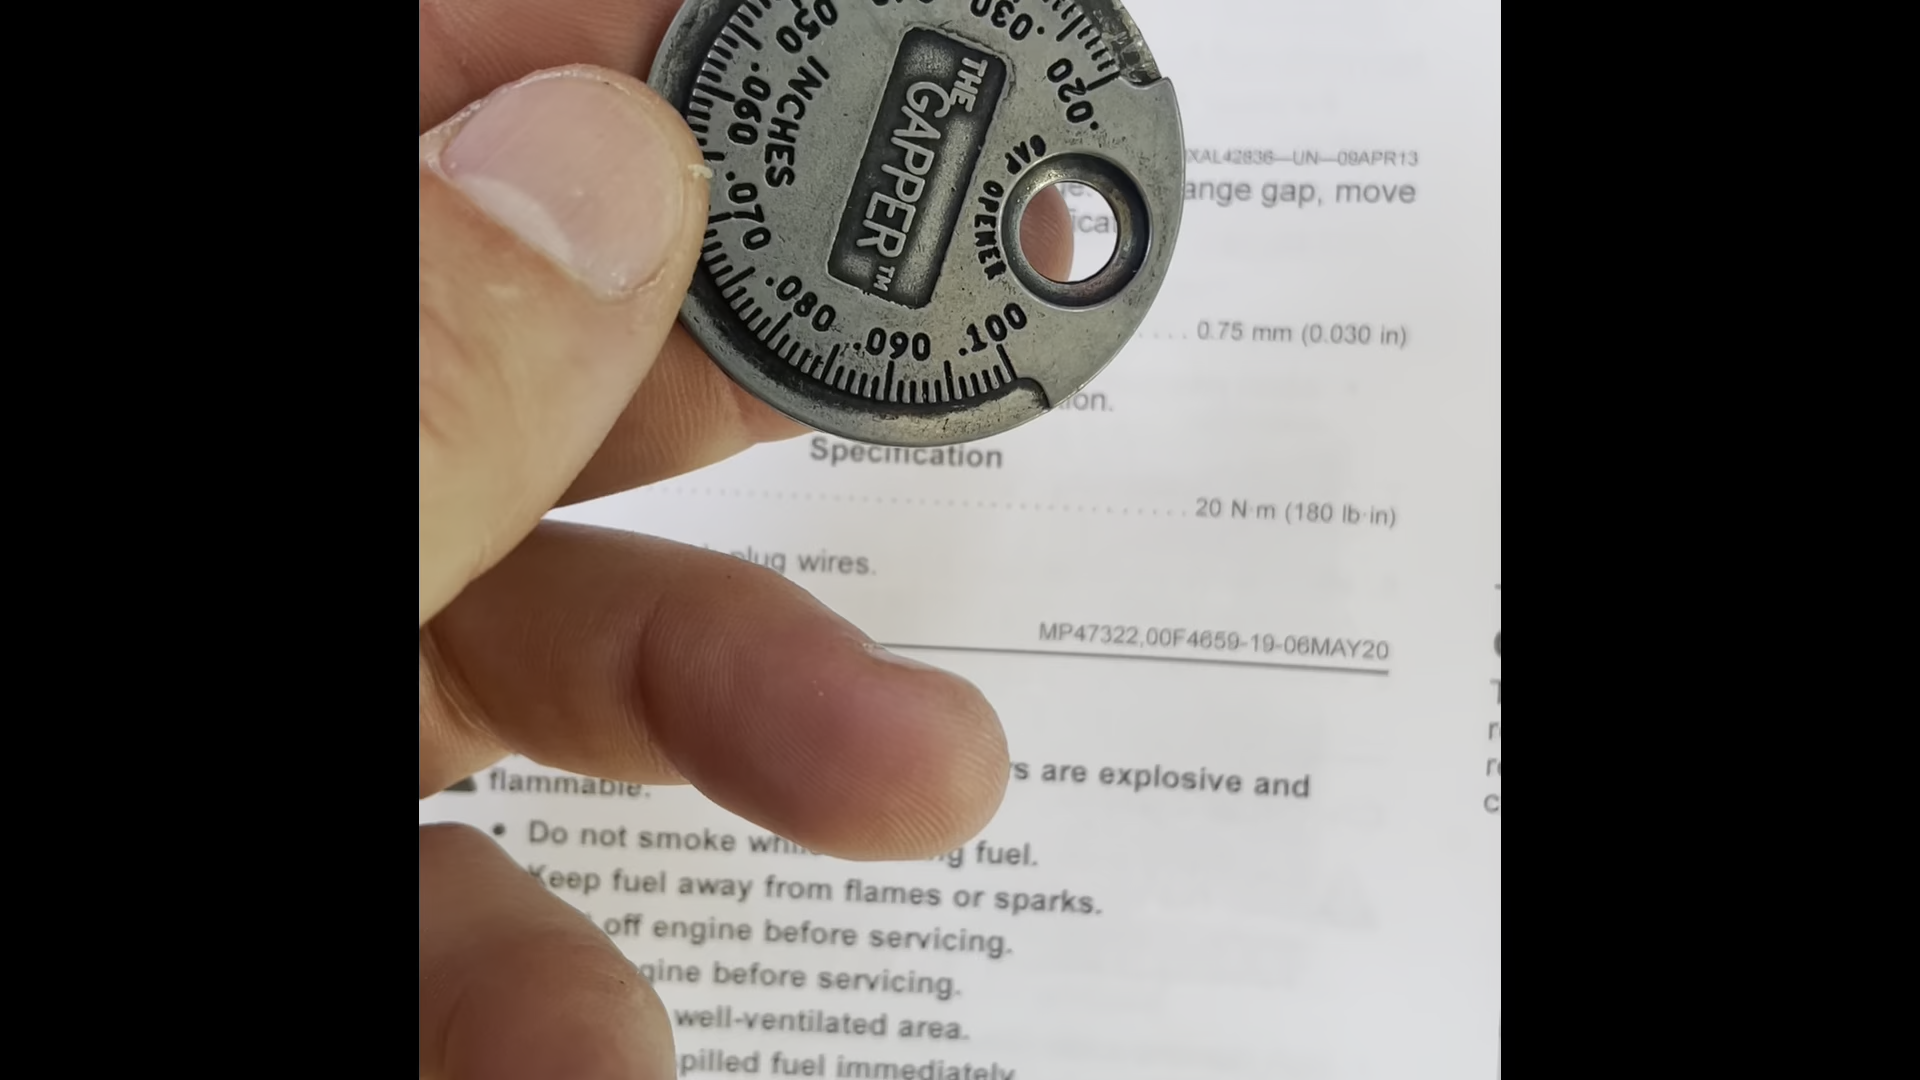 .020
.030
.050
.060
.070
.080
.090
.100
INCHES
THE
GAPPER™
GAP OPENER
XAL42836—UN—09APR13
ange gap, move
0.75 mm (0.030 in)
Specification
20 N·m (180 lb·in)
plug wires.
MP47322,00F4659-19-06MAY20
are explosive and
flammable.
• Do not smoke fuel.
Keep fuel away from flames or sparks.
off engine before servicing.
gine before servicing.
well-ventilated area.
pilled fuel immediately